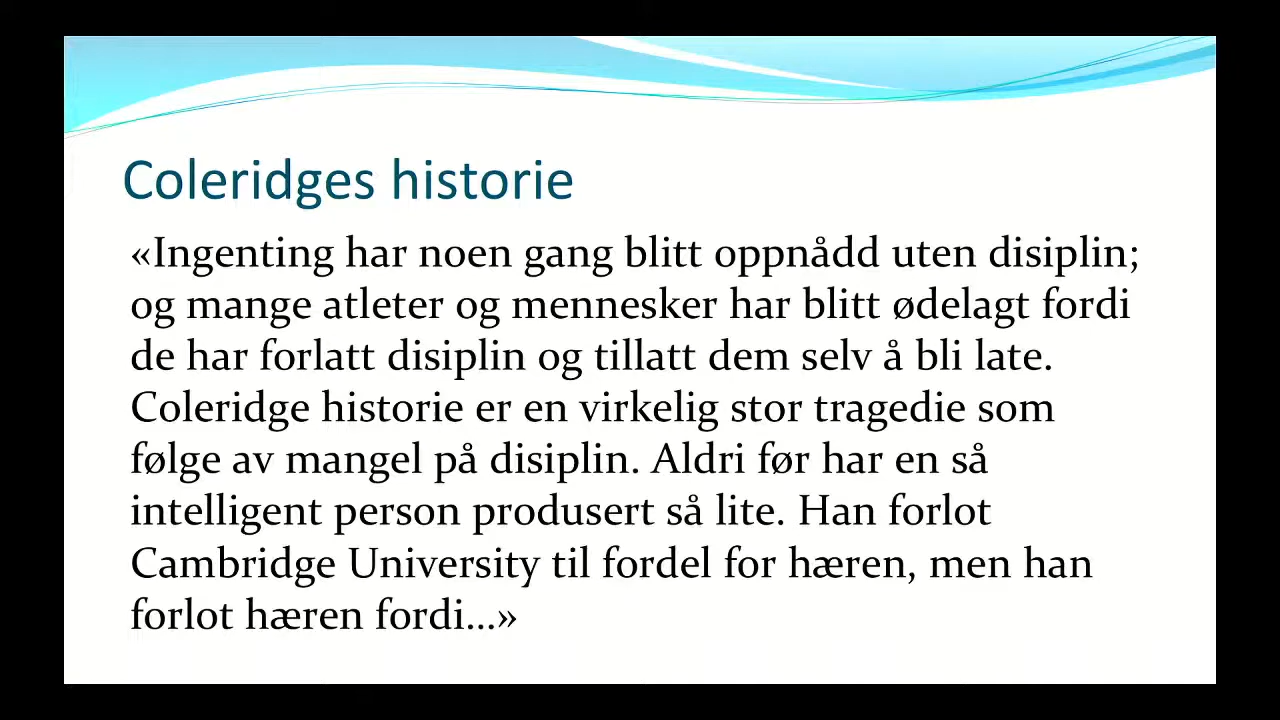 Coleridges historie
«Ingenting har noen gang blitt oppnådd uten disiplin;
og mange atleter og mennesker har blitt ødelagt fordi
de har forlatt disiplin og tillatt dem selv å bli late.
Coleridge historie er en virkelig stor tragedie som
følge av mangel på disiplin. Aldri før har en så
intelligent person produsert så lite. Han forlot
Cambridge University til fordel for hæren, men han
forlot hæren fordi…»